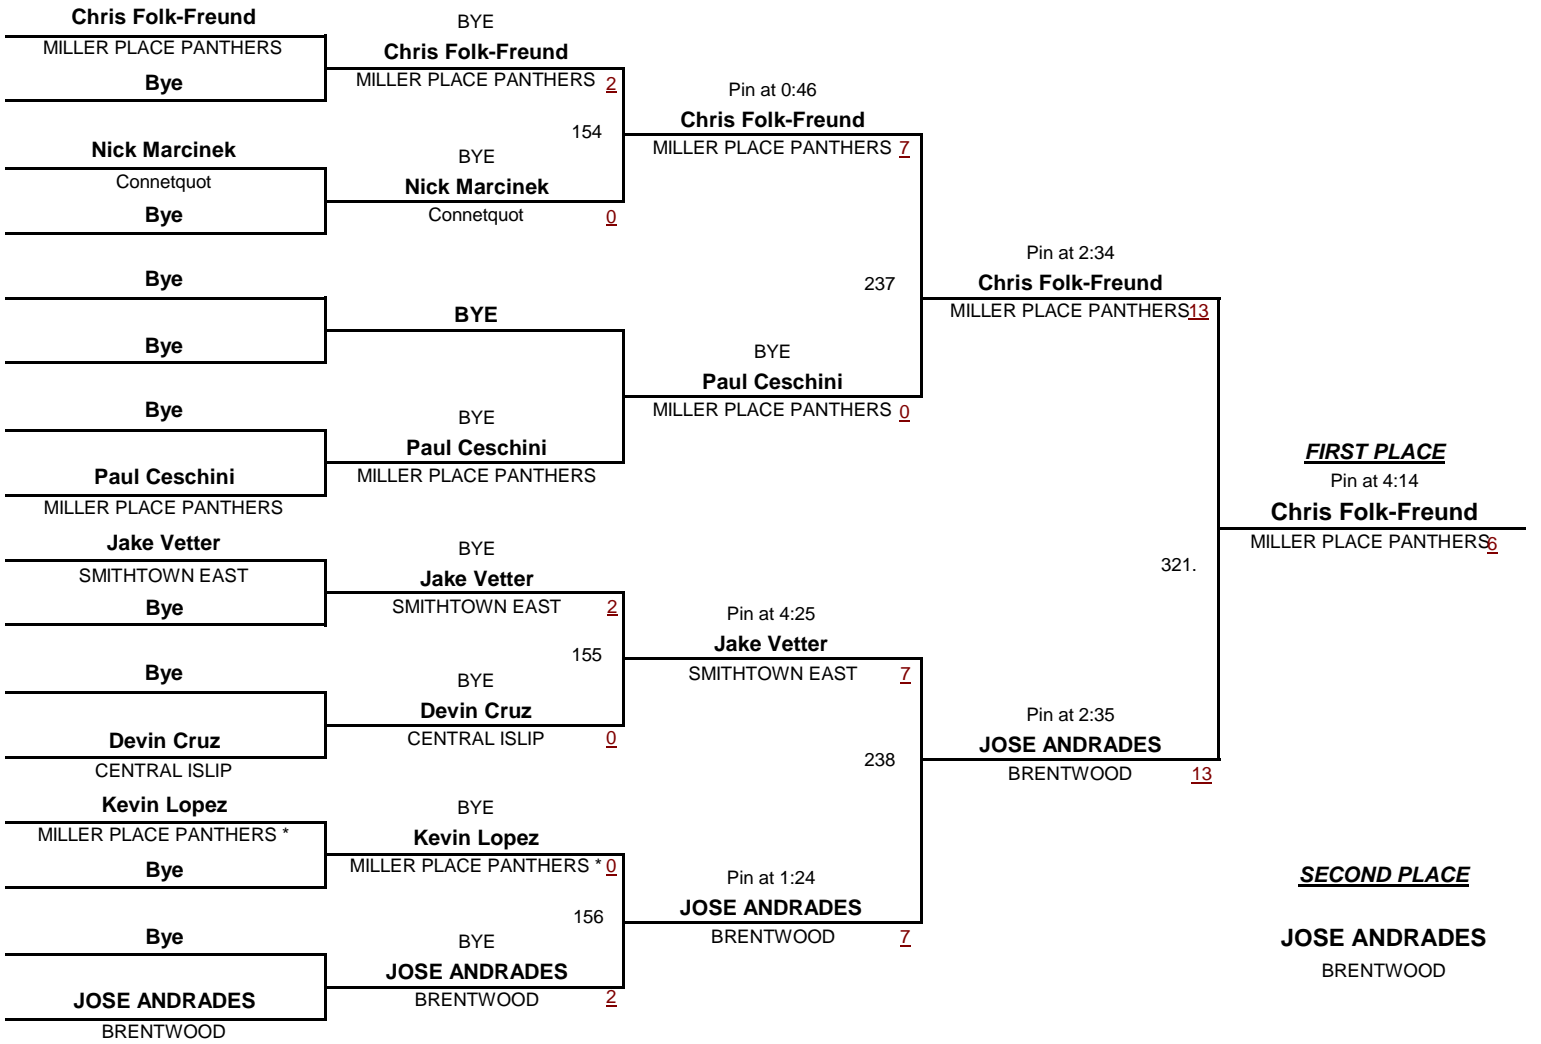 Chris Folk-Freund
MILLER PLACE PANTHERS
Bye
Nick Marcinek
Connetquot
Bye
Bye
Bye
Bye
Paul Ceschini
MILLER PLACE PANTHERS
Jake Vetter
SMITHTOWN EAST
Bye
Bye
Devin Cruz
CENTRAL ISLIP
Kevin Lopez
MILLER PLACE PANTHERS *
Bye
Bye
JOSE ANDRADES
BRENTWOOD
BYE
Chris Folk-Freund
MILLER PLACE PANTHERS 2
154
BYE
Nick Marcinek
Connetquot 0
BYE
BYE
Paul Ceschini
MILLER PLACE PANTHERS
BYE
Jake Vetter
SMITHTOWN EAST 2
155
BYE
Devin Cruz
CENTRAL ISLIP 0
BYE
Kevin Lopez
MILLER PLACE PANTHERS * 0
156
BYE
JOSE ANDRADES
BRENTWOOD 2
Pin at 0:46
Chris Folk-Freund
MILLER PLACE PANTHERS 7
237
BYE
Paul Ceschini
MILLER PLACE PANTHERS 0
Pin at 4:25
Jake Vetter
SMITHTOWN EAST 7
238
Pin at 1:24
JOSE ANDRADES
BRENTWOOD 7
Pin at 2:34
Chris Folk-Freund
MILLER PLACE PANTHERS 13
321.
Pin at 2:35
JOSE ANDRADES
BRENTWOOD 13
FIRST PLACE
Pin at 4:14
Chris Folk-Freund
MILLER PLACE PANTHERS 6
SECOND PLACE
JOSE ANDRADES
BRENTWOOD